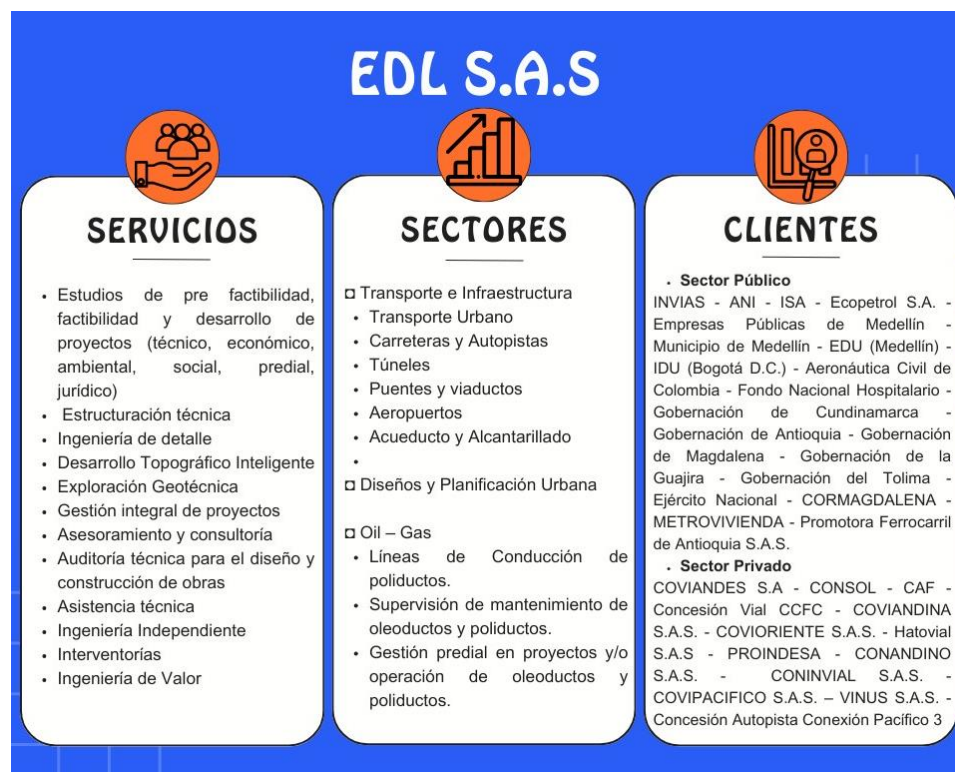 EDL S.A.S
SERVICIOS
• Estudios de pre factibilidad,
factibilidad y desarrollo de
proyectos (técnico, económico,
ambiental, social, predial,
jurídico)
• Estructuración técnica
• Ingeniería de detalle
• Desarrollo Topográfico Inteligente
• Exploración Geotécnica
• Gestión integral de proyectos
• Asesoramiento y consultoría
• Auditoría técnica para el diseño y
construcción de obras
• Asistencia técnica
• Ingeniería Independiente
• Interventorías
• Ingeniería de Valor
SECTORES
◘ Transporte e Infraestructura
• Transporte Urbano
• Carreteras y Autopistas
• Túneles
• Puentes y viaductos
• Aeropuertos
• Acueducto y Alcantarillado
•
◘ Diseños y Planificación Urbana
◘ Oil – Gas
• Líneas de Conducción de
poliductos.
• Supervisión de mantenimiento de
oleoductos y poliductos.
• Gestión predial en proyectos y/o
operación de oleoductos y
poliductos.
CLIENTES
• Sector Público
INVIAS - ANI - ISA - Ecopetrol S.A. -
Empresas Públicas de Medellín -
Municipio de Medellín - EDU (Medellín) -
IDU (Bogotá D.C.) - Aeronáutica Civil de
Colombia - Fondo Nacional Hospitalario -
Gobernación de Cundinamarca -
Gobernación de Antioquia - Gobernación
de Magdalena - Gobernación de la
Guajira - Gobernación del Tolima -
Ejército Nacional - CORMAGDALENA -
METROVIVIENDA - Promotora Ferrocarril
de Antioquia S.A.S.
• Sector Privado
COVIANDES S.A - CONSOL - CAF -
Concesión Vial CCFC - COVIANDINA
S.A.S. - COVIORIENTE S.A.S. - Hatovial
S.A.S - PROINDESA - CONANDINO
S.A.S. - CONINVIAL S.A.S. -
COVIPACIFICO S.A.S. – VINUS S.A.S. -
Concesión Autopista Conexión Pacífico 3